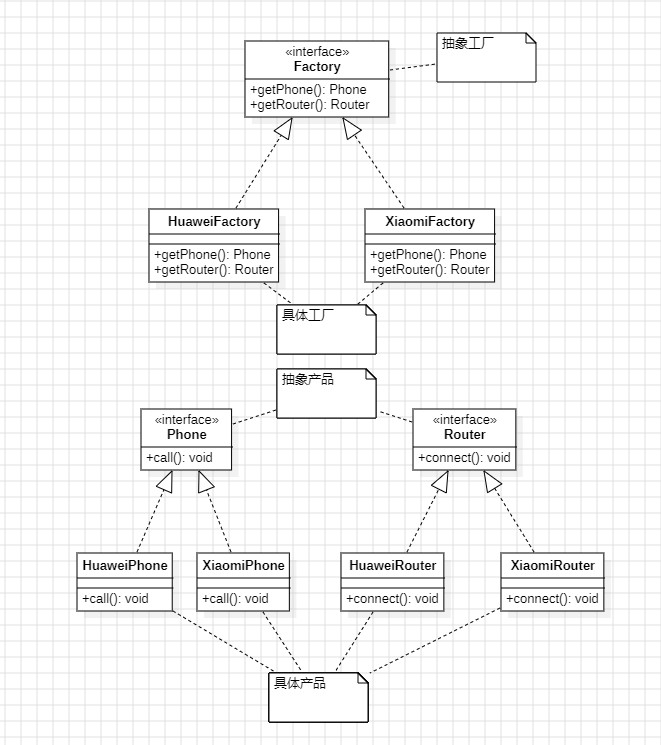 «interface»
Factory
+getPhone(): Phone
+getRouter(): Router
抽象工厂
HuaweiFactory
+getPhone(): Phone
+getRouter(): Router
XiaomiFactory
+getPhone(): Phone
+getRouter(): Router
具体工厂
抽象产品
«interface»
Phone
+call(): void
«interface»
Router
+connect(): void
HuaweiPhone
+call(): void
XiaomiPhone
+call(): void
HuaweiRouter
+connect(): void
XiaomiRouter
+connect(): void
具体产品